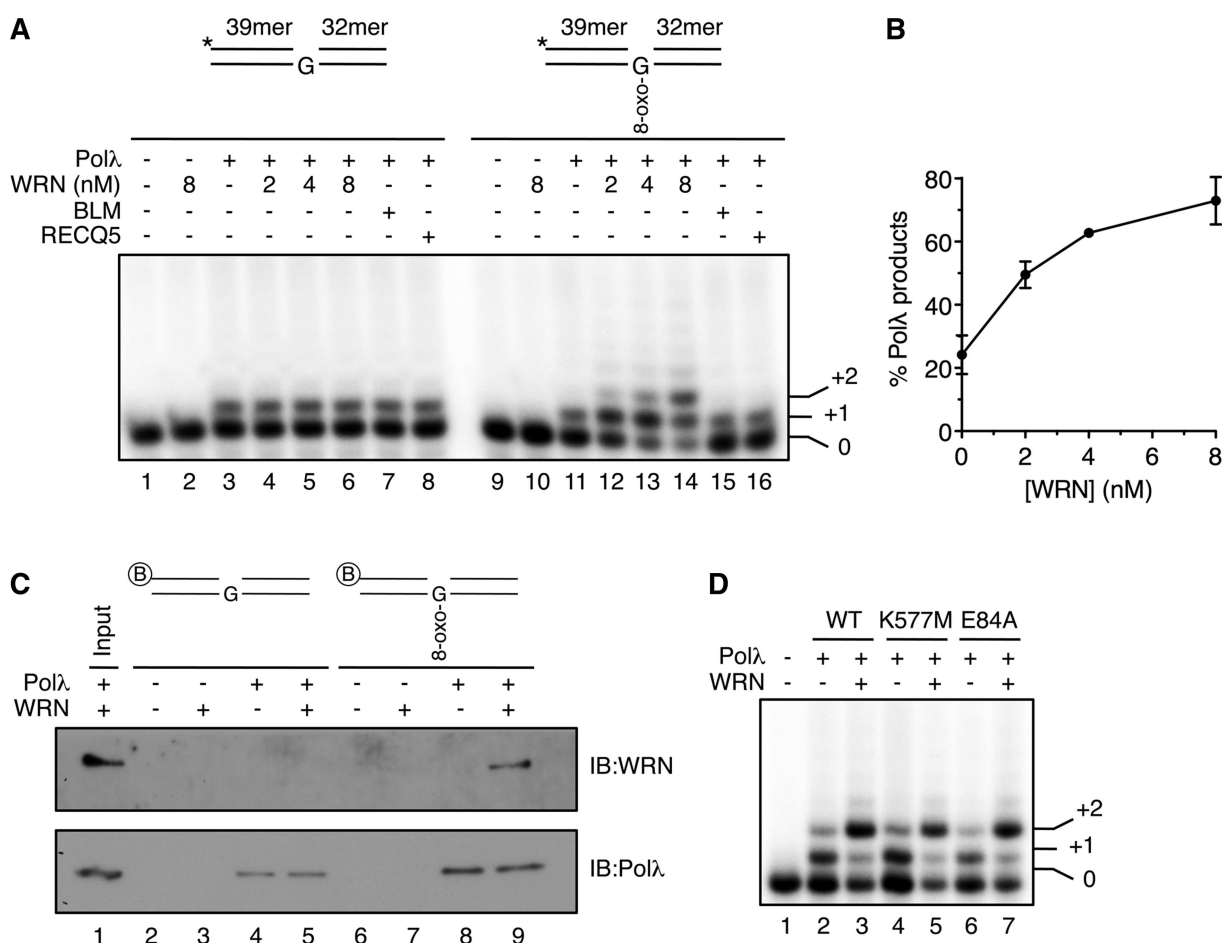 A
39mer 32mer
*
G
39mer 32mer
*
G
8-oxo-
Polλ - - + + + + + + - - + + + + + +
WRN (nM) - 8 - 2 4 8 - - - 8 - 2 4 8 - -
BLM - - - - - - + - - - - - - - + -
RECQ5 - - - - - - - + - - - - - - - +
+2
+1
0
1 2 3 4 5 6 7 8 9 10 11 12 13 14 15 16
B
% Polλ products
80
60
40
20
0
0 2 4 6 8
[WRN] (nM)
C
B
G
B
G
8-oxo-
Input
Polλ + - - + + - - + +
WRN + - + - + - + - +
IB:WRN
IB:Polλ
1 2 3 4 5 6 7 8 9
D
WT K577M E84A
Polλ - + + + + + +
WRN - - + - + - +
+2
+1
0
1 2 3 4 5 6 7